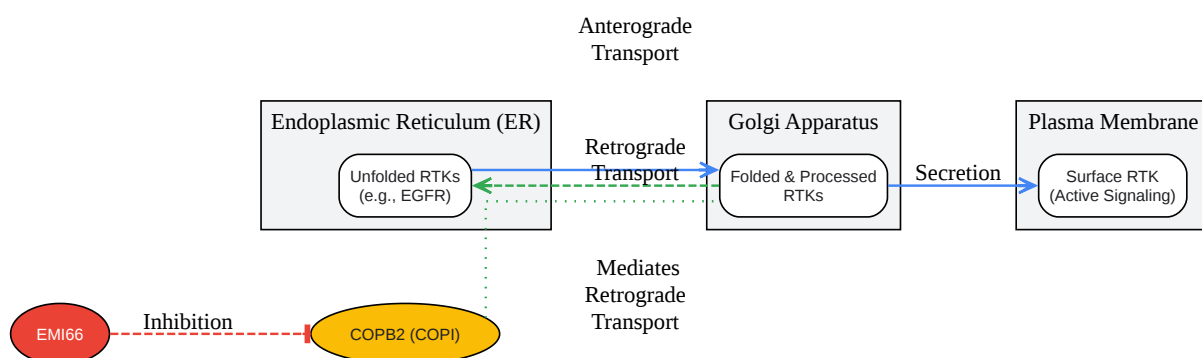 Anterograde
Transport
Endoplasmic Reticulum (ER)
Golgi Apparatus
Plasma Membrane
Retrograde
Transport
Unfolded RTKs
(e.g., EGFR)
Folded & Processed
RTKs
Secretion
Surface RTK
(Active Signaling)
Mediates
Retrograde
Transport
EMI66
Inhibition
COPB2 (COPI)